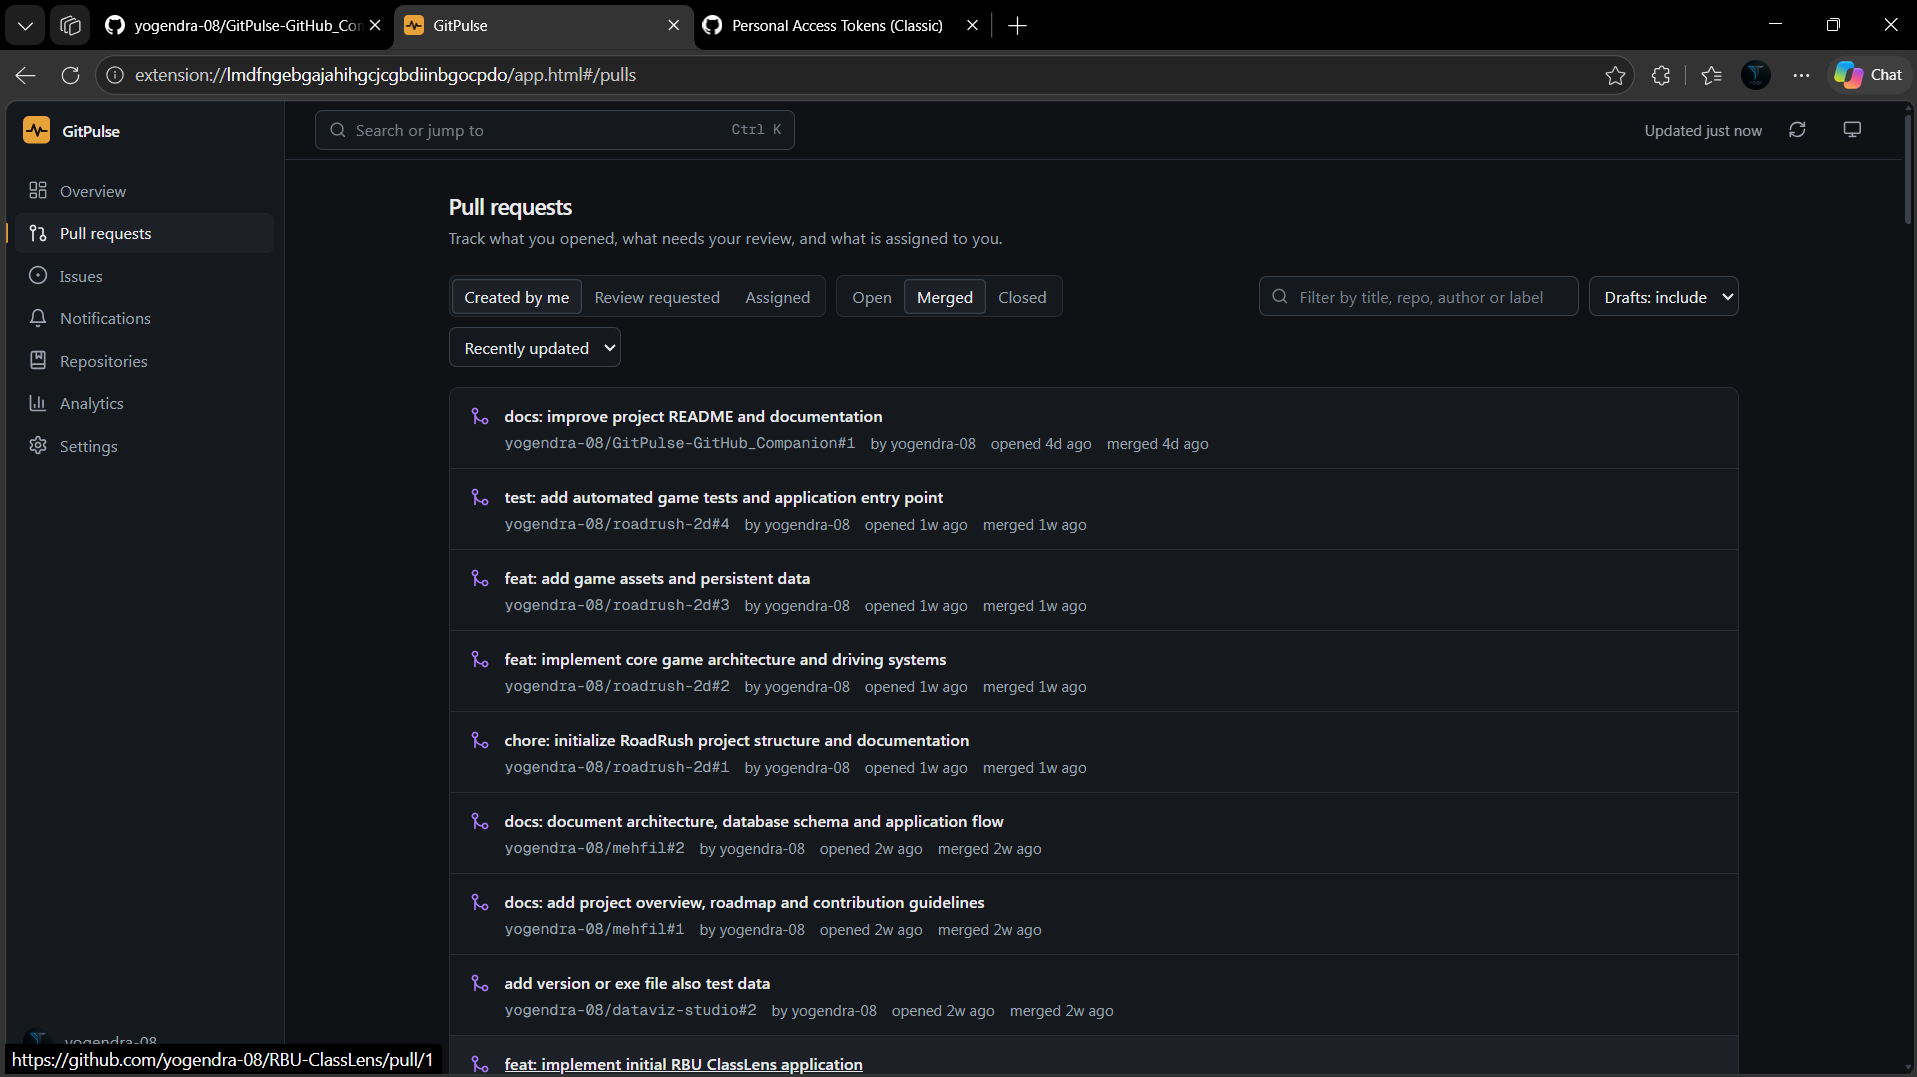 yogendra-08/GitPulse-GitHub_Con
GitPulse
Personal Access Tokens (Classic)
extension://lmdfngebgajahihgcjcgbdiinbgocpdo/app.html#/pulls
Chat
GitPulse
Search or jump to
Ctrl K
Updated just now
Overview
Pull requests
Issues
Notifications
Repositories
Analytics
Settings
Pull requests
Track what you opened, what needs your review, and what is assigned to you.
Created by me Review requested Assigned
Open Merged Closed
Filter by title, repo, author or label
Drafts: include
Recently updated
docs: improve project README and documentation
yogendra-08/GitPulse-GitHub_Companion#1 by yogendra-08 opened 4d ago merged 4d ago
test: add automated game tests and application entry point
yogendra-08/roadrush-2d#4 by yogendra-08 opened 1w ago merged 1w ago
feat: add game assets and persistent data
yogendra-08/roadrush-2d#3 by yogendra-08 opened 1w ago merged 1w ago
feat: implement core game architecture and driving systems
yogendra-08/roadrush-2d#2 by yogendra-08 opened 1w ago merged 1w ago
chore: initialize RoadRush project structure and documentation
yogendra-08/roadrush-2d#1 by yogendra-08 opened 1w ago merged 1w ago
docs: document architecture, database schema and application flow
yogendra-08/mehfil#2 by yogendra-08 opened 2w ago merged 2w ago
docs: add project overview, roadmap and contribution guidelines
yogendra-08/mehfil#1 by yogendra-08 opened 2w ago merged 2w ago
add version or exe file also test data
yogendra-08/dataviz-studio#2 by yogendra-08 opened 2w ago merged 2w ago
feat: implement initial RBU ClassLens application
yogendra-08
https://github.com/yogendra-08/RBU-ClassLens/pull/1